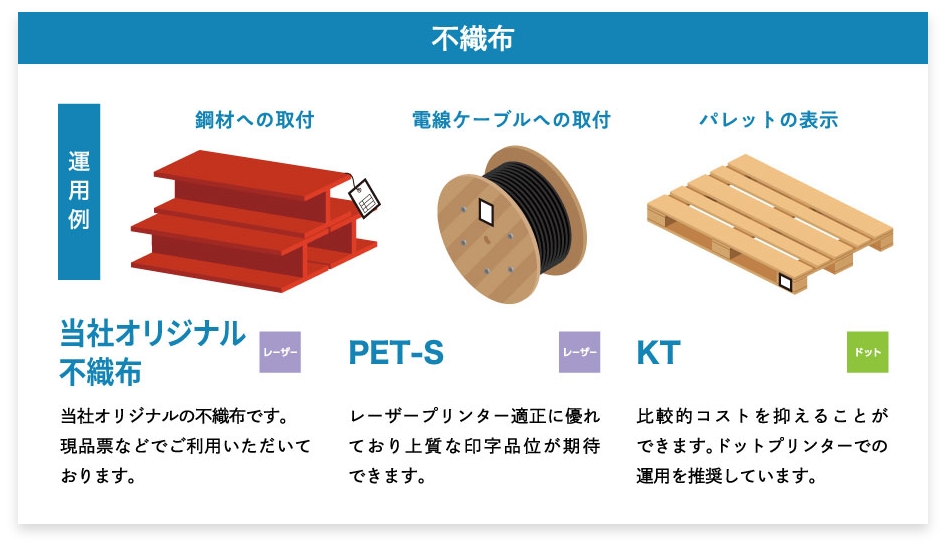 不織布
運用例
鋼材への取付
電線ケーブルへの取付
パレットの表示
当社オリジナル
不織布
レーザー
当社オリジナルの不織布です。
現品票などでご利用いただいて
おります。
PET-S
レーザー
レーザープリンター適正に優れ
ており上質な印字品位が期待
できます。
KT
ドット
比較的コストを抑えることが
できます。ドットプリンターでの
運用を推奨しています。